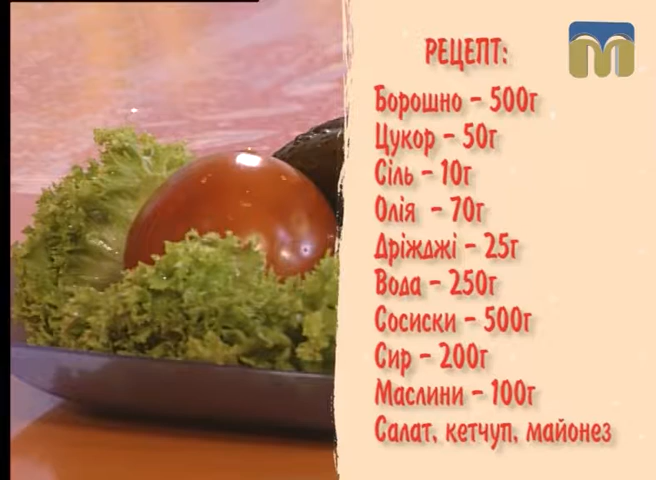 РЕЦЕПТ:
Борошно - 500г
Цукор - 50г
Сіль - 10г
Олія - 70г
Дріжджі - 25г
Вода - 250г
Сосиски - 500г
Сир - 200г
Маслини - 100г
Салат, кетчуп, майонез